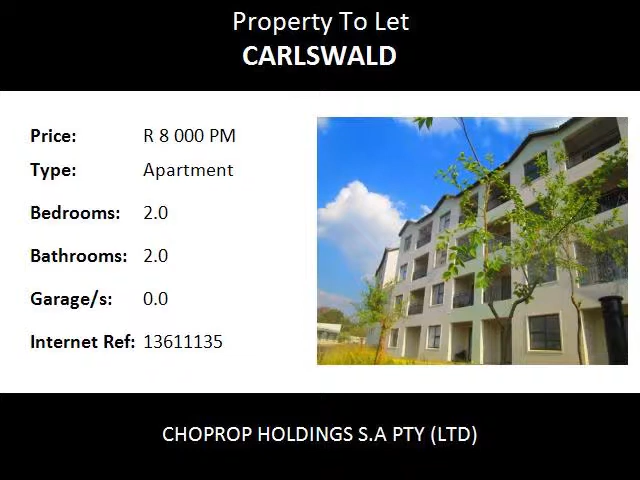 Property To Let
CARLSWALD
Price: R 8 000 PM
Type: Apartment
Bedrooms: 2.0
Bathrooms: 2.0
Garage/s: 0.0
Internet Ref: 13611135
CHOPROP HOLDINGS S.A PTY (LTD)